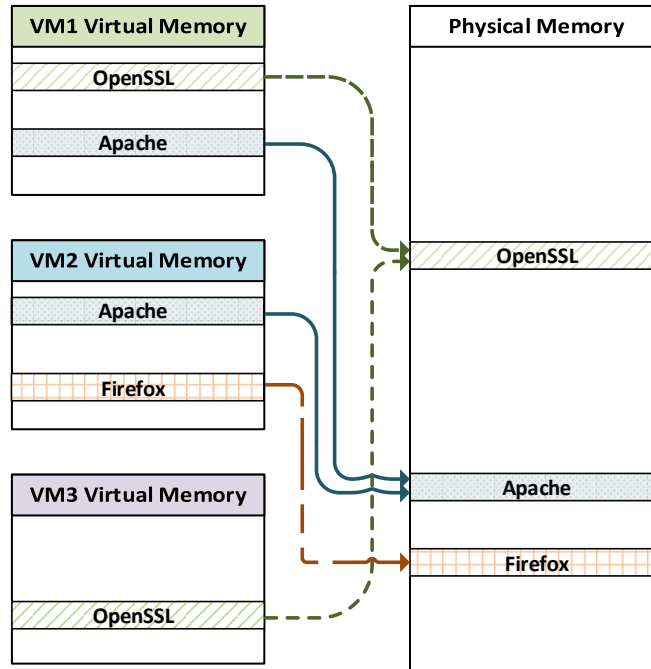 VM1 Virtual Memory
OpenSSL
Apache
VM2 Virtual Memory
Apache
Firefox
VM3 Virtual Memory
OpenSSL
Physical Memory
OpenSSL
Apache
Firefox